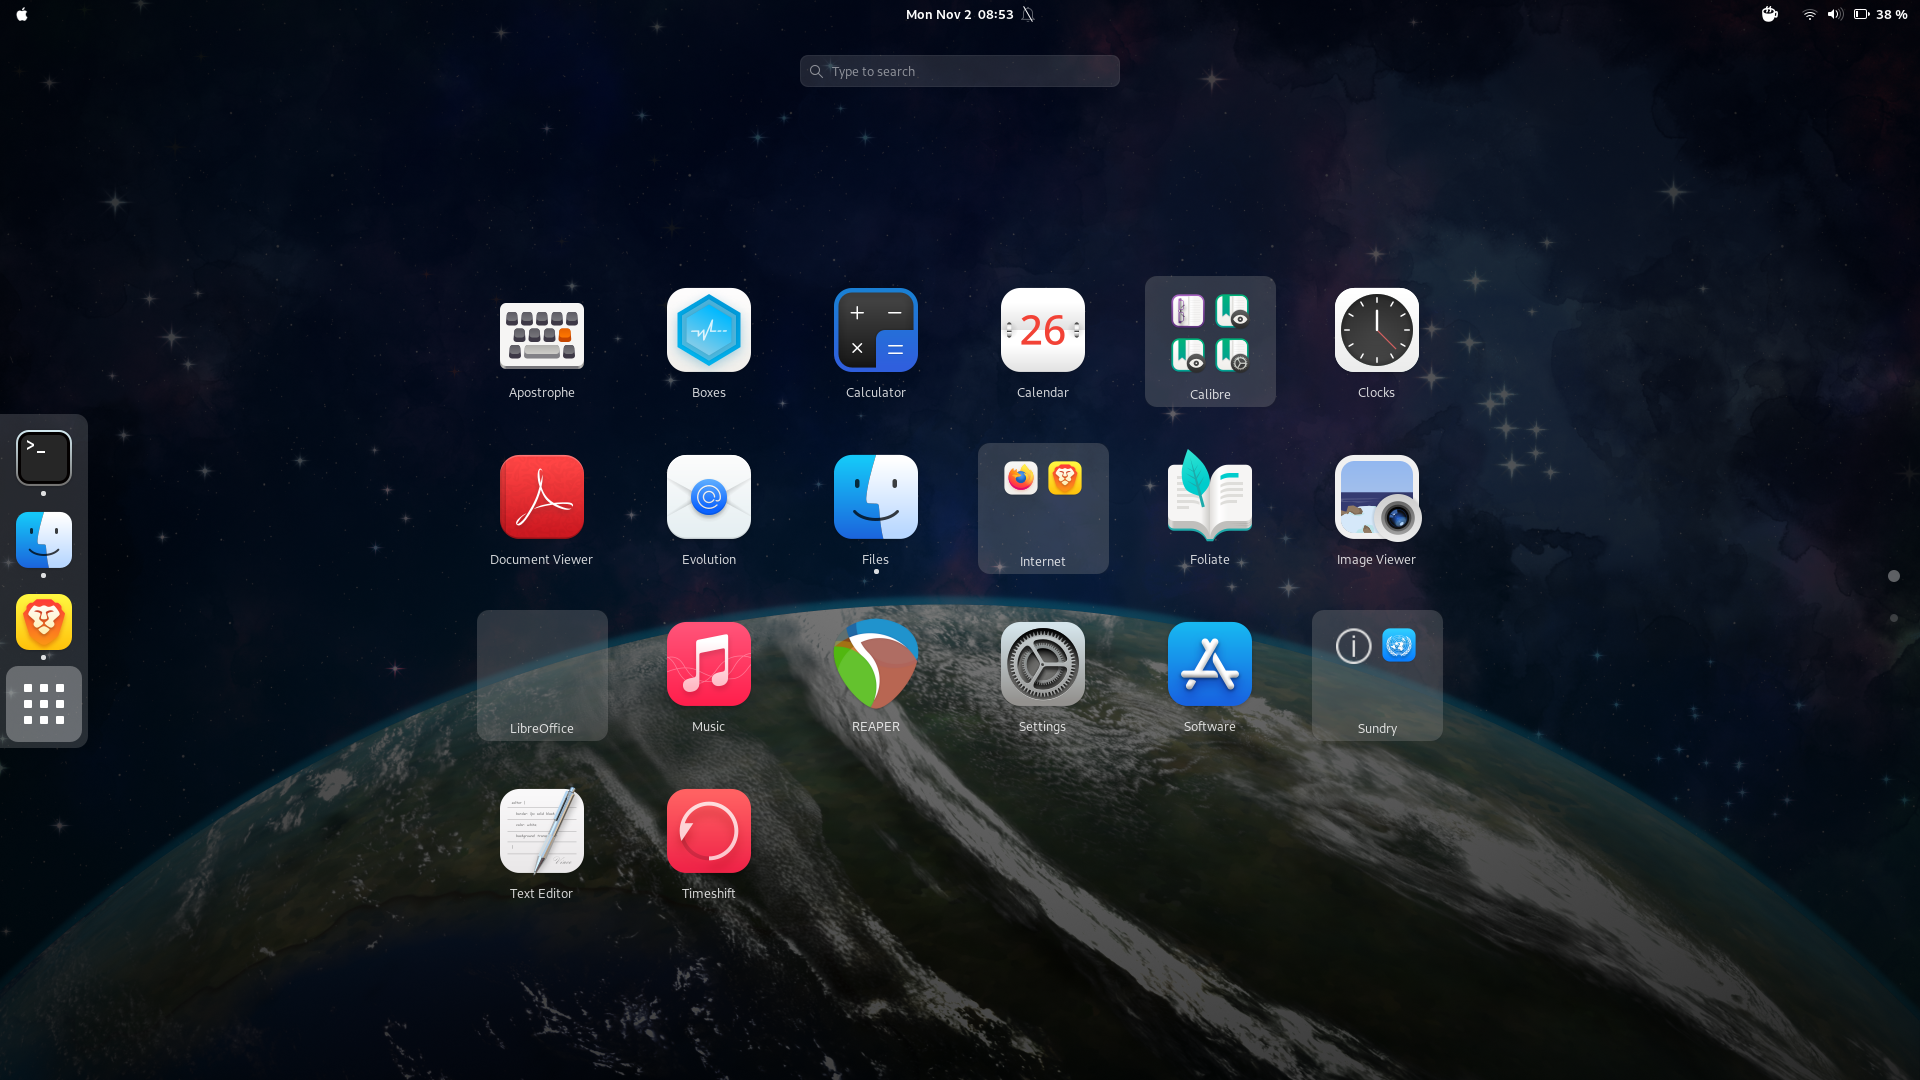 Mon Nov 2 08:53
38 %
Type to search
26
Apostrophe
Boxes
Calculator
Calendar
Calibre
Clocks
Document Viewer
Evolution
Files
Internet
Foliate
Image Viewer
LibreOffice
Music
REAPER
Settings
Software
Sundry
Text Editor
Timeshift